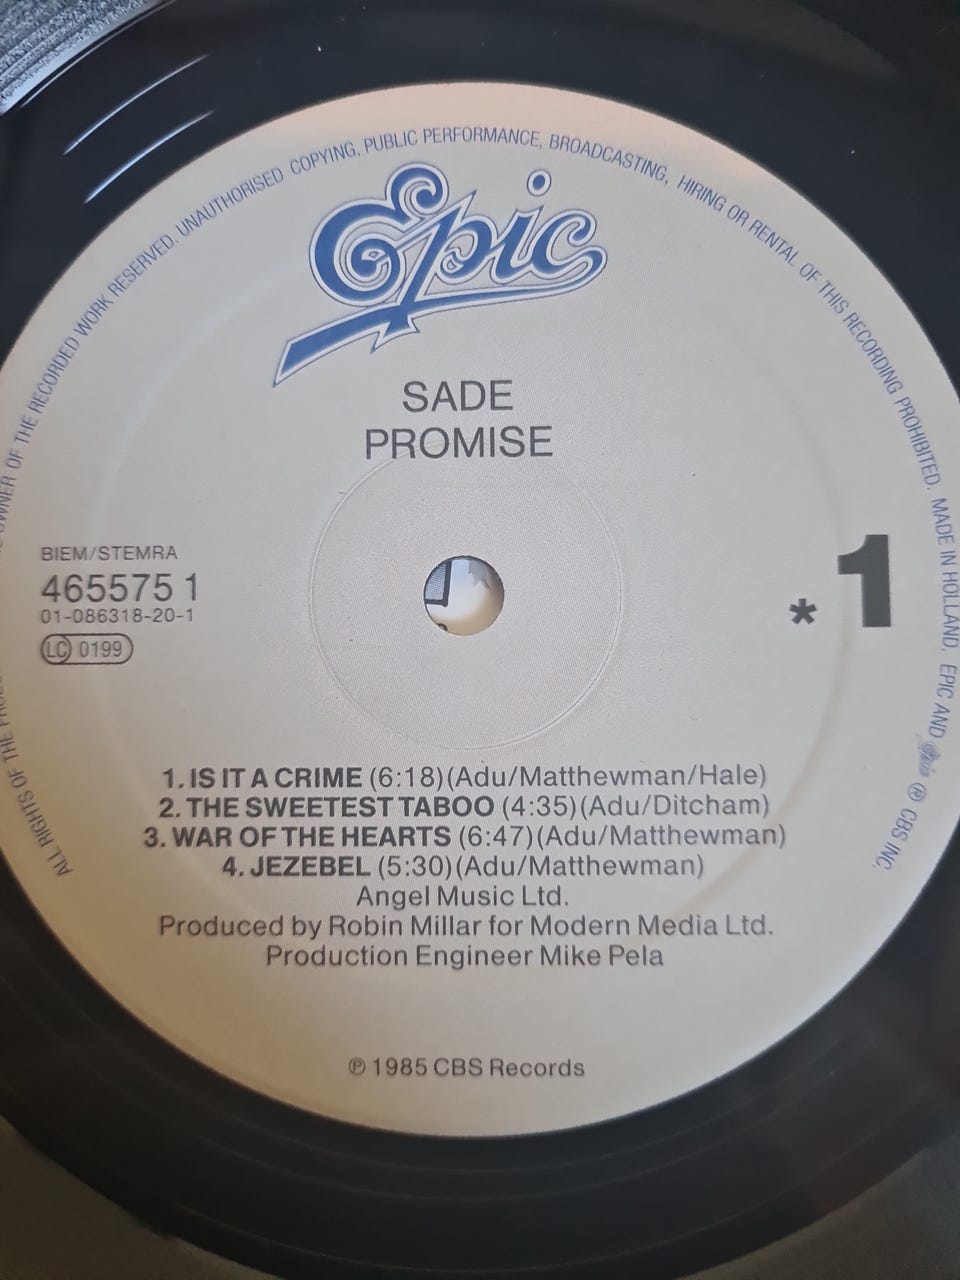 ALL RIGHTS OF THE OWNER OF THE RECORDED WORK RESERVED. UNAUTHORISED COPYING, PUBLIC PERFORMANCE, BROADCASTING, HIRING OR RENTAL OF THIS RECORDING PROHIBITED. MADE IN HOLLAND. EPIC AND Epic ℗ CBS INC.
Epic
SADE
PROMISE
BIEM/STEMRA
465575 1
01-086318-20-1
LC 0199
* 1
1. IS IT A CRIME (6:18)(Adu/Matthewman/Hale)
2. THE SWEETEST TABOO (4:35)(Adu/Ditcham)
3. WAR OF THE HEARTS (6:47)(Adu/Matthewman)
4. JEZEBEL (5:30)(Adu/Matthewman)
Angel Music Ltd.
Produced by Robin Millar for Modern Media Ltd.
Production Engineer Mike Pela
℗ 1985 CBS Records